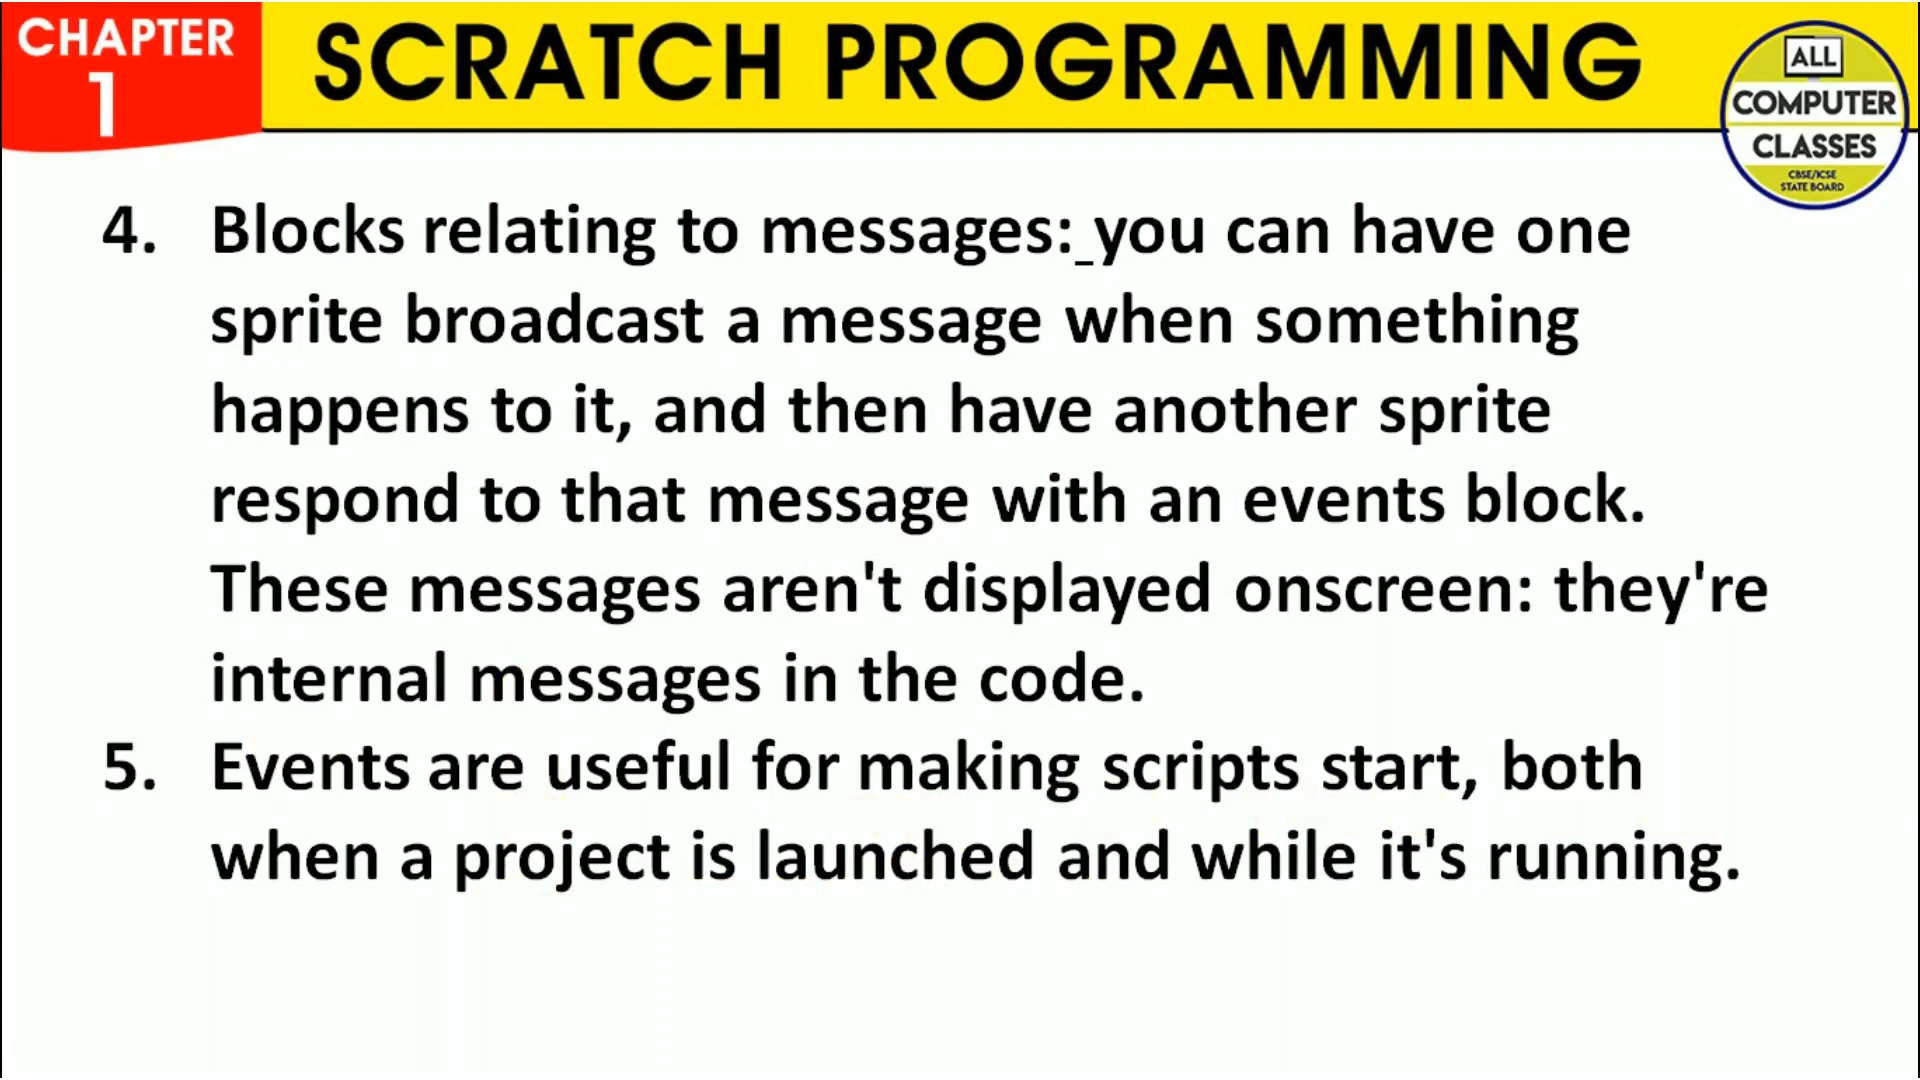 CHAPTER
1
SCRATCH PROGRAMMING
ALL
COMPUTER
CLASSES
CBSE/ICSE
STATE BOARD
4. Blocks relating to messages: you can have one
sprite broadcast a message when something
happens to it, and then have another sprite
respond to that message with an events block.
These messages aren't displayed onscreen: they're
internal messages in the code.
5. Events are useful for making scripts start, both
when a project is launched and while it's running.